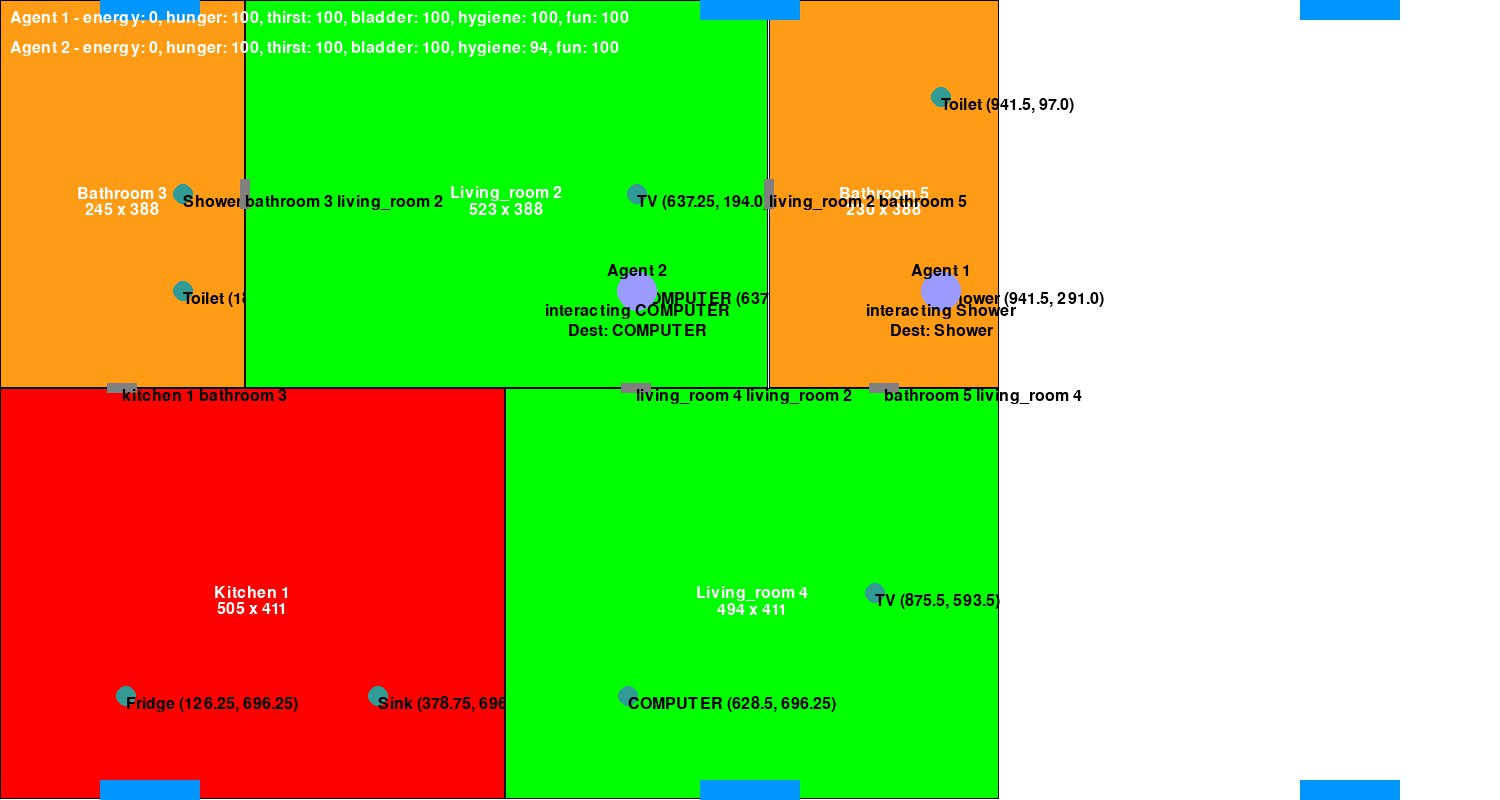 Agent 1 - energy: 0, hunger: 100, thirst: 100, bladder: 100, hygiene: 100, fun: 100
Agent 2 - energy: 0, hunger: 100, thirst: 100, bladder: 100, hygiene: 94, fun: 100
Toilet (941.5, 97.0)
Bathroom 3
245 x 388
Shower
bathroom 3 living_room 2
Living_room 2
523 x 388
TV (637.25, 194.0
living_room 2 bathroom 5
Bathroom 5
230 x 388
Agent 2
Agent 1
Toilet (18
OMPUTER (637
ower (941.5, 291.0)
interacting COMPUTER
interacting Shower
Dest: COMPUTER
Dest: Shower
kitchen 1 bathroom 3
living_room 4 living_room 2
bathroom 5 living_room 4
Kitchen 1
505 x 411
Living_room 4
494 x 411
TV (875.5, 593.5)
Fridge (126.25, 696.25)
Sink (378.75, 696
COMPUTER (628.5, 696.25)